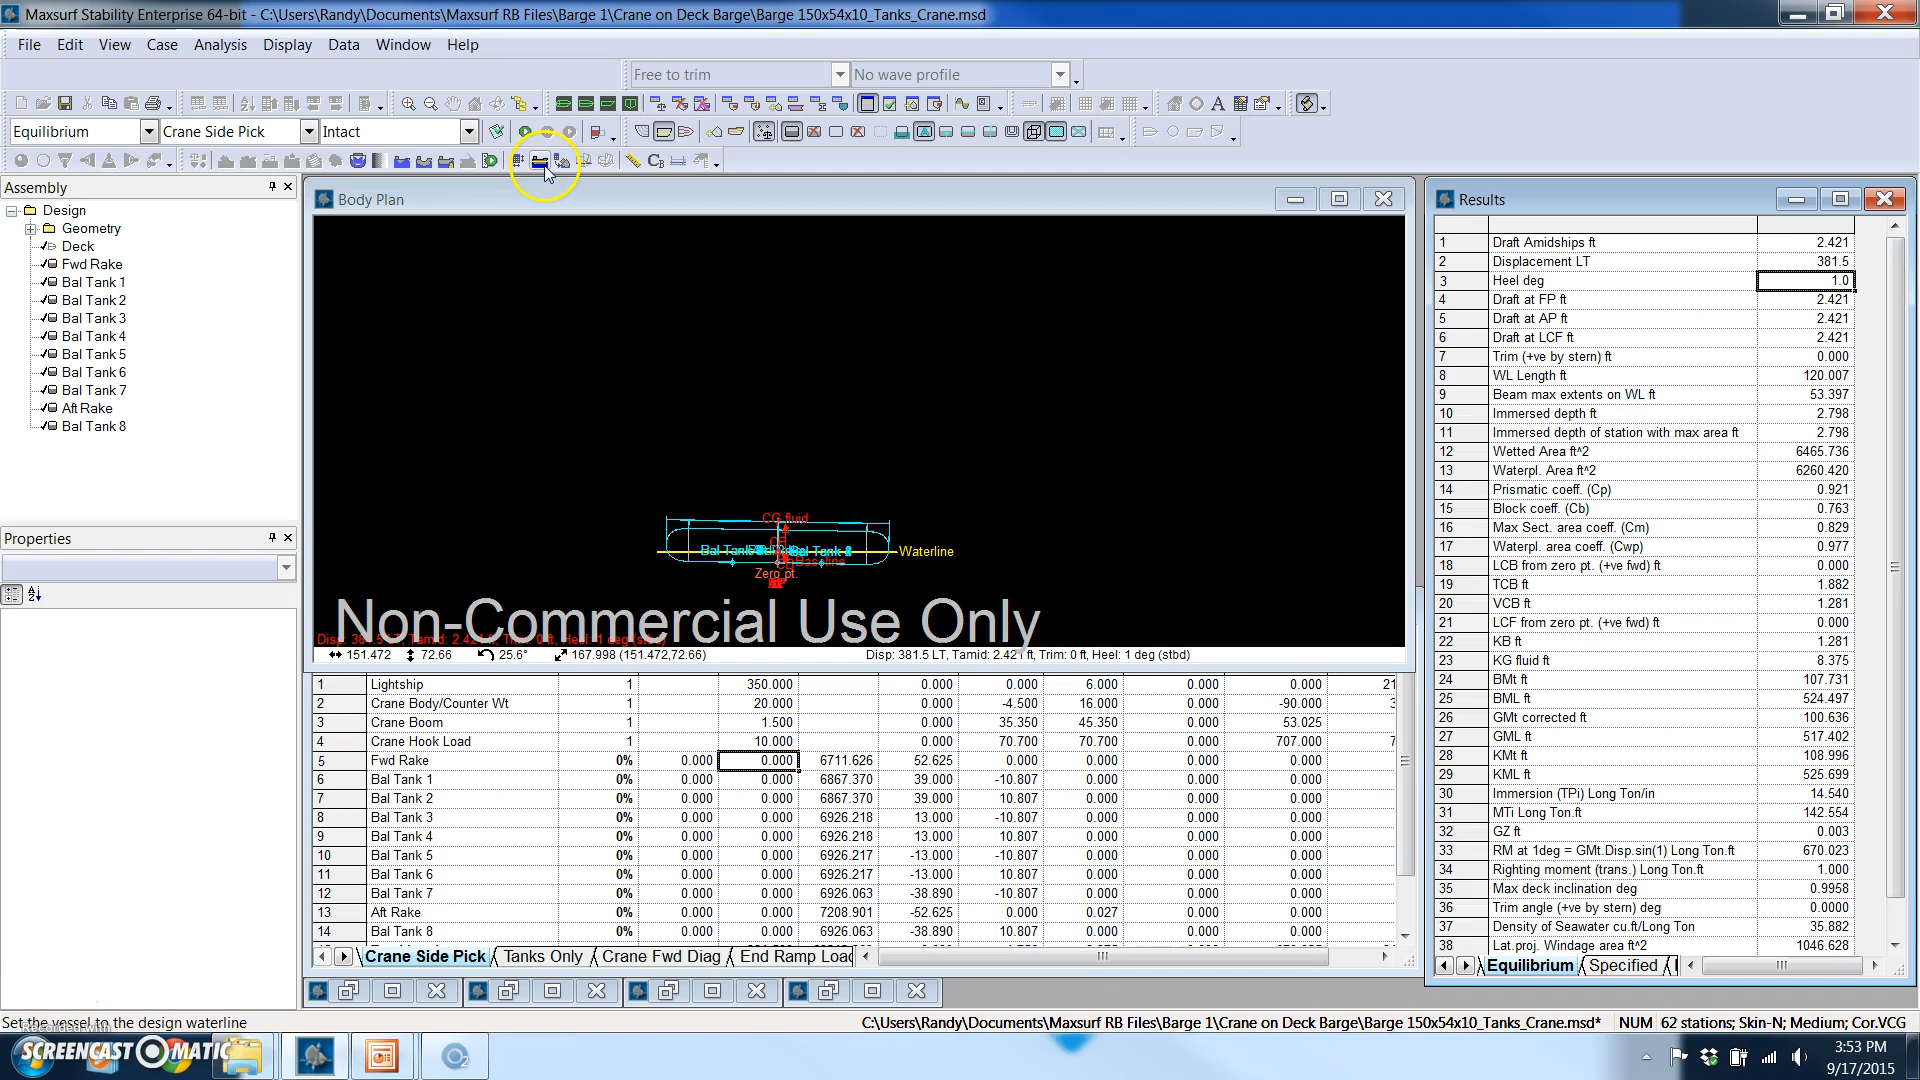 Maxsurf Stability Enterprise 64-bit - C:\Users\Randy\Documents\Maxsurf RB Files\Barge 1\Crane on Deck Barge\Barge 150x54x10_Tanks_Crane.msd
File Edit View Case Analysis Display Data Window Help
Free to trim No wave profile
Equilibrium Crane Side Pick Intact
Assembly
Design
Geometry
Deck
Fwd Rake
Bal Tank 1
Bal Tank 2
Bal Tank 3
Bal Tank 4
Bal Tank 5
Bal Tank 6
Bal Tank 7
Aft Rake
Bal Tank 8
Properties
Body Plan
CG fluid
Waterline
Baseline
Zero pt.
Non-Commercial Use Only
151.472 72.66 25.6° 167.998 (151.472,72.66) Disp: 381.5 LT, Tamid: 2.421 ft, Trim: 0 ft, Heel: 1 deg (stbd)
1 Lightship 1 350.000 0.000 0.000 6.000 0.000 0.000 21
2 Crane Body/Counter Wt 1 20.000 0.000 -4.500 16.000 0.000 -90.000 3
3 Crane Boom 1 1.500 0.000 35.350 45.350 0.000 53.025
4 Crane Hook Load 1 10.000 0.000 70.700 70.700 0.000 707.000 7
5 Fwd Rake 0% 0.000 0.000 6711.626 52.625 0.000 0.000 0.000 0.000
6 Bal Tank 1 0% 0.000 0.000 6867.370 39.000 -10.807 0.000 0.000 0.000
7 Bal Tank 2 0% 0.000 0.000 6867.370 39.000 10.807 0.000 0.000 0.000
8 Bal Tank 3 0% 0.000 0.000 6926.218 13.000 -10.807 0.000 0.000 0.000
9 Bal Tank 4 0% 0.000 0.000 6926.218 13.000 10.807 0.000 0.000 0.000
10 Bal Tank 5 0% 0.000 0.000 6926.217 -13.000 -10.807 0.000 0.000 0.000
11 Bal Tank 6 0% 0.000 0.000 6926.217 -13.000 10.807 0.000 0.000 0.000
12 Bal Tank 7 0% 0.000 0.000 6926.063 -38.890 -10.807 0.000 0.000 0.000
13 Aft Rake 0% 0.000 0.000 7208.901 -52.625 0.000 0.027 0.000 0.000
14 Bal Tank 8 0% 0.000 0.000 6926.063 -38.890 10.807 0.000 0.000 0.000
Crane Side Pick Tanks Only Crane Fwd Diag End Ramp Load
Results
1 Draft Amidships ft 2.421
2 Displacement LT 381.5
3 Heel deg 1.0
4 Draft at FP ft 2.421
5 Draft at AP ft 2.421
6 Draft at LCF ft 2.421
7 Trim (+ve by stern) ft 0.000
8 WL Length ft 120.007
9 Beam max extents on WL ft 53.397
10 Immersed depth ft 2.798
11 Immersed depth of station with max area ft 2.798
12 Wetted Area ft^2 6465.736
13 Waterpl. Area ft^2 6260.420
14 Prismatic coeff. (Cp) 0.921
15 Block coeff. (Cb) 0.763
16 Max Sect. area coeff. (Cm) 0.829
17 Waterpl. area coeff. (Cwp) 0.977
18 LCB from zero pt. (+ve fwd) ft 0.000
19 TCB ft 1.882
20 VCB ft 1.281
21 LCF from zero pt. (+ve fwd) ft 0.000
22 KB ft 1.281
23 KG fluid ft 8.375
24 BMt ft 107.731
25 BML ft 524.497
26 GMt corrected ft 100.636
27 GML ft 517.402
28 KMt ft 108.996
29 KML ft 525.699
30 Immersion (TPi) Long Ton/in 14.540
31 MTi Long Ton.ft 142.554
32 GZ ft 0.003
33 RM at 1deg = GMt.Disp.sin(1) Long Ton.ft 670.023
34 Righting moment (trans.) Long Ton.ft 1.000
35 Max deck inclination deg 0.9958
36 Trim angle (+ve by stern) deg 0.0000
37 Density of Seawater cu.ft/Long Ton 35.882
38 Lat.proj. Windage area ft^2 1046.628
Equilibrium Specified
Set the vessel to the design waterline
C:\Users\Randy\Documents\Maxsurf RB Files\Barge 1\Crane on Deck Barge\Barge 150x54x10_Tanks_Crane.msd* NUM 62 stations; Skin-N; Medium; Cor.VCG
Recorded with
SCREENCAST MATIC
3:53 PM
9/17/2015